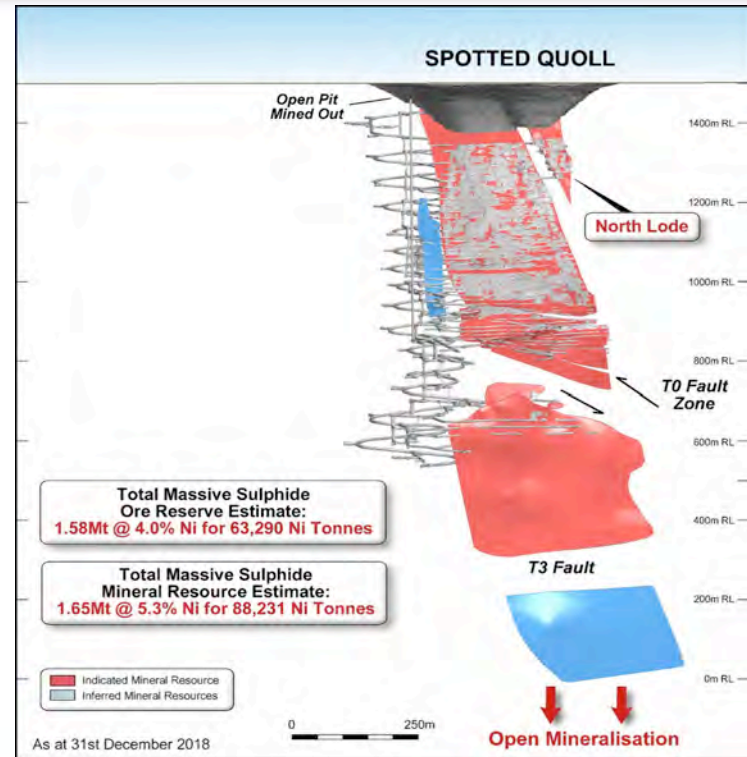 SPOTTED QUOLL
Open Pit
Mined Out
1400m RL
1200m RL
North Lode
1000m RL
800m RL
T0 Fault
Zone
600m RL
Total Massive Sulphide
Ore Reserve Estimate:
1.58Mt @ 4.0% Ni for 63,290 Ni Tonnes
400m RL
T3 Fault
Total Massive Sulphide
Mineral Resource Estimate:
1.65Mt @ 5.3% Ni for 88,231 Ni Tonnes
200m RL
Indicated Mineral Resource
Inferred Mineral Resources
0m RL
0 250m
Open Mineralisation
As at 31st December 2018